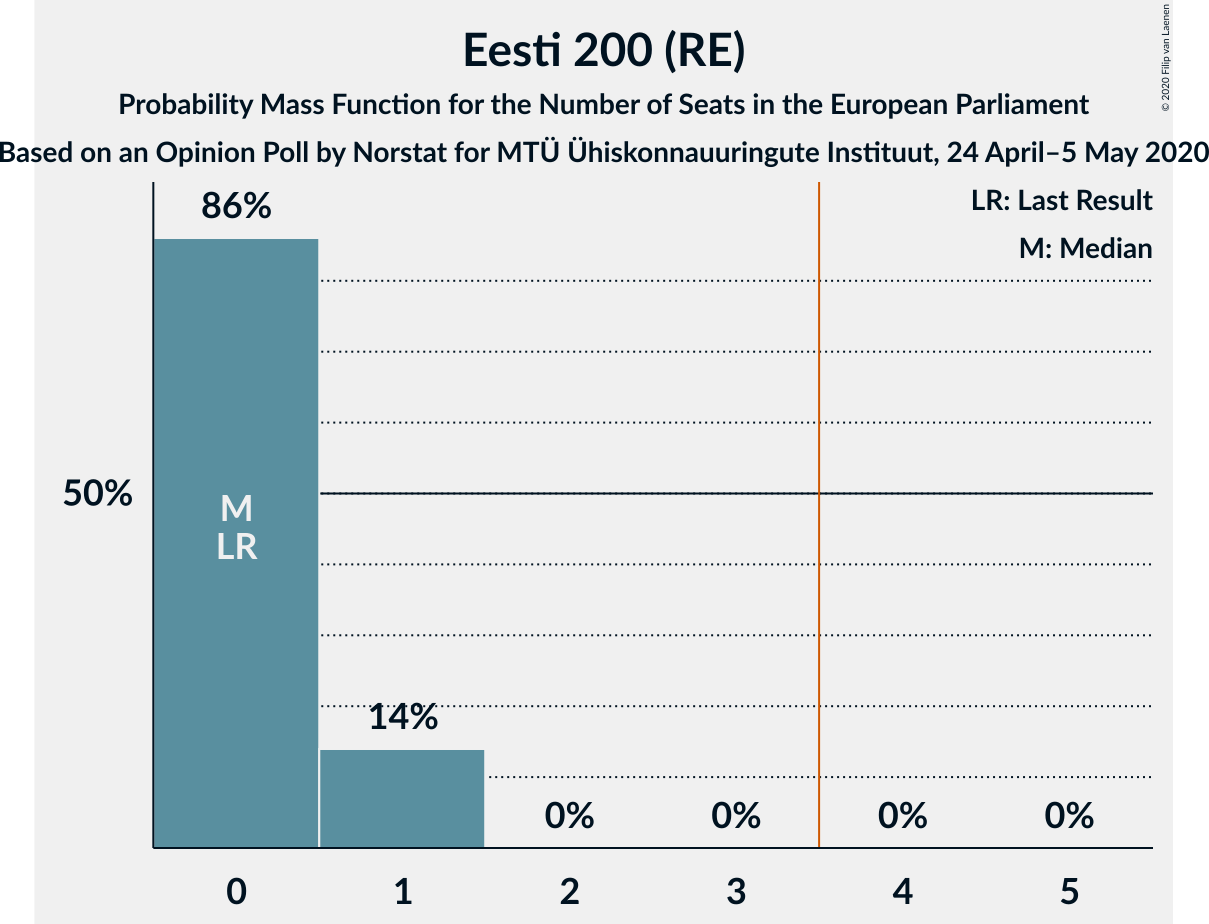 Eesti 200 (RE)
Probability Mass Function for the Number of Seats in the European Parliament
Based on an Opinion Poll by Norstat for MTÜ Ühiskonnauuringute Instituut, 24 April–5 May 2020
© 2020 Filip van Laenen
LR: Last Result
M: Median
86%
50%
M
LR
14%
0% 0% 0% 0%
0 1 2 3 4 5